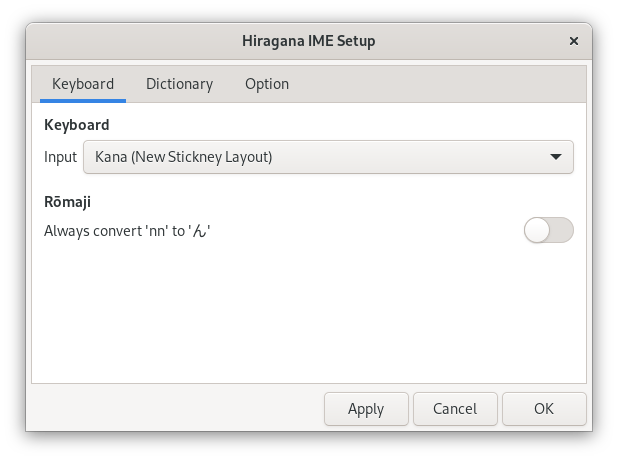 Hiragana IME Setup
Keyboard Dictionary Option
Keyboard
Input Kana (New Stickney Layout)
Rōmaji
Always convert 'nn' to 'ん'
Apply Cancel OK